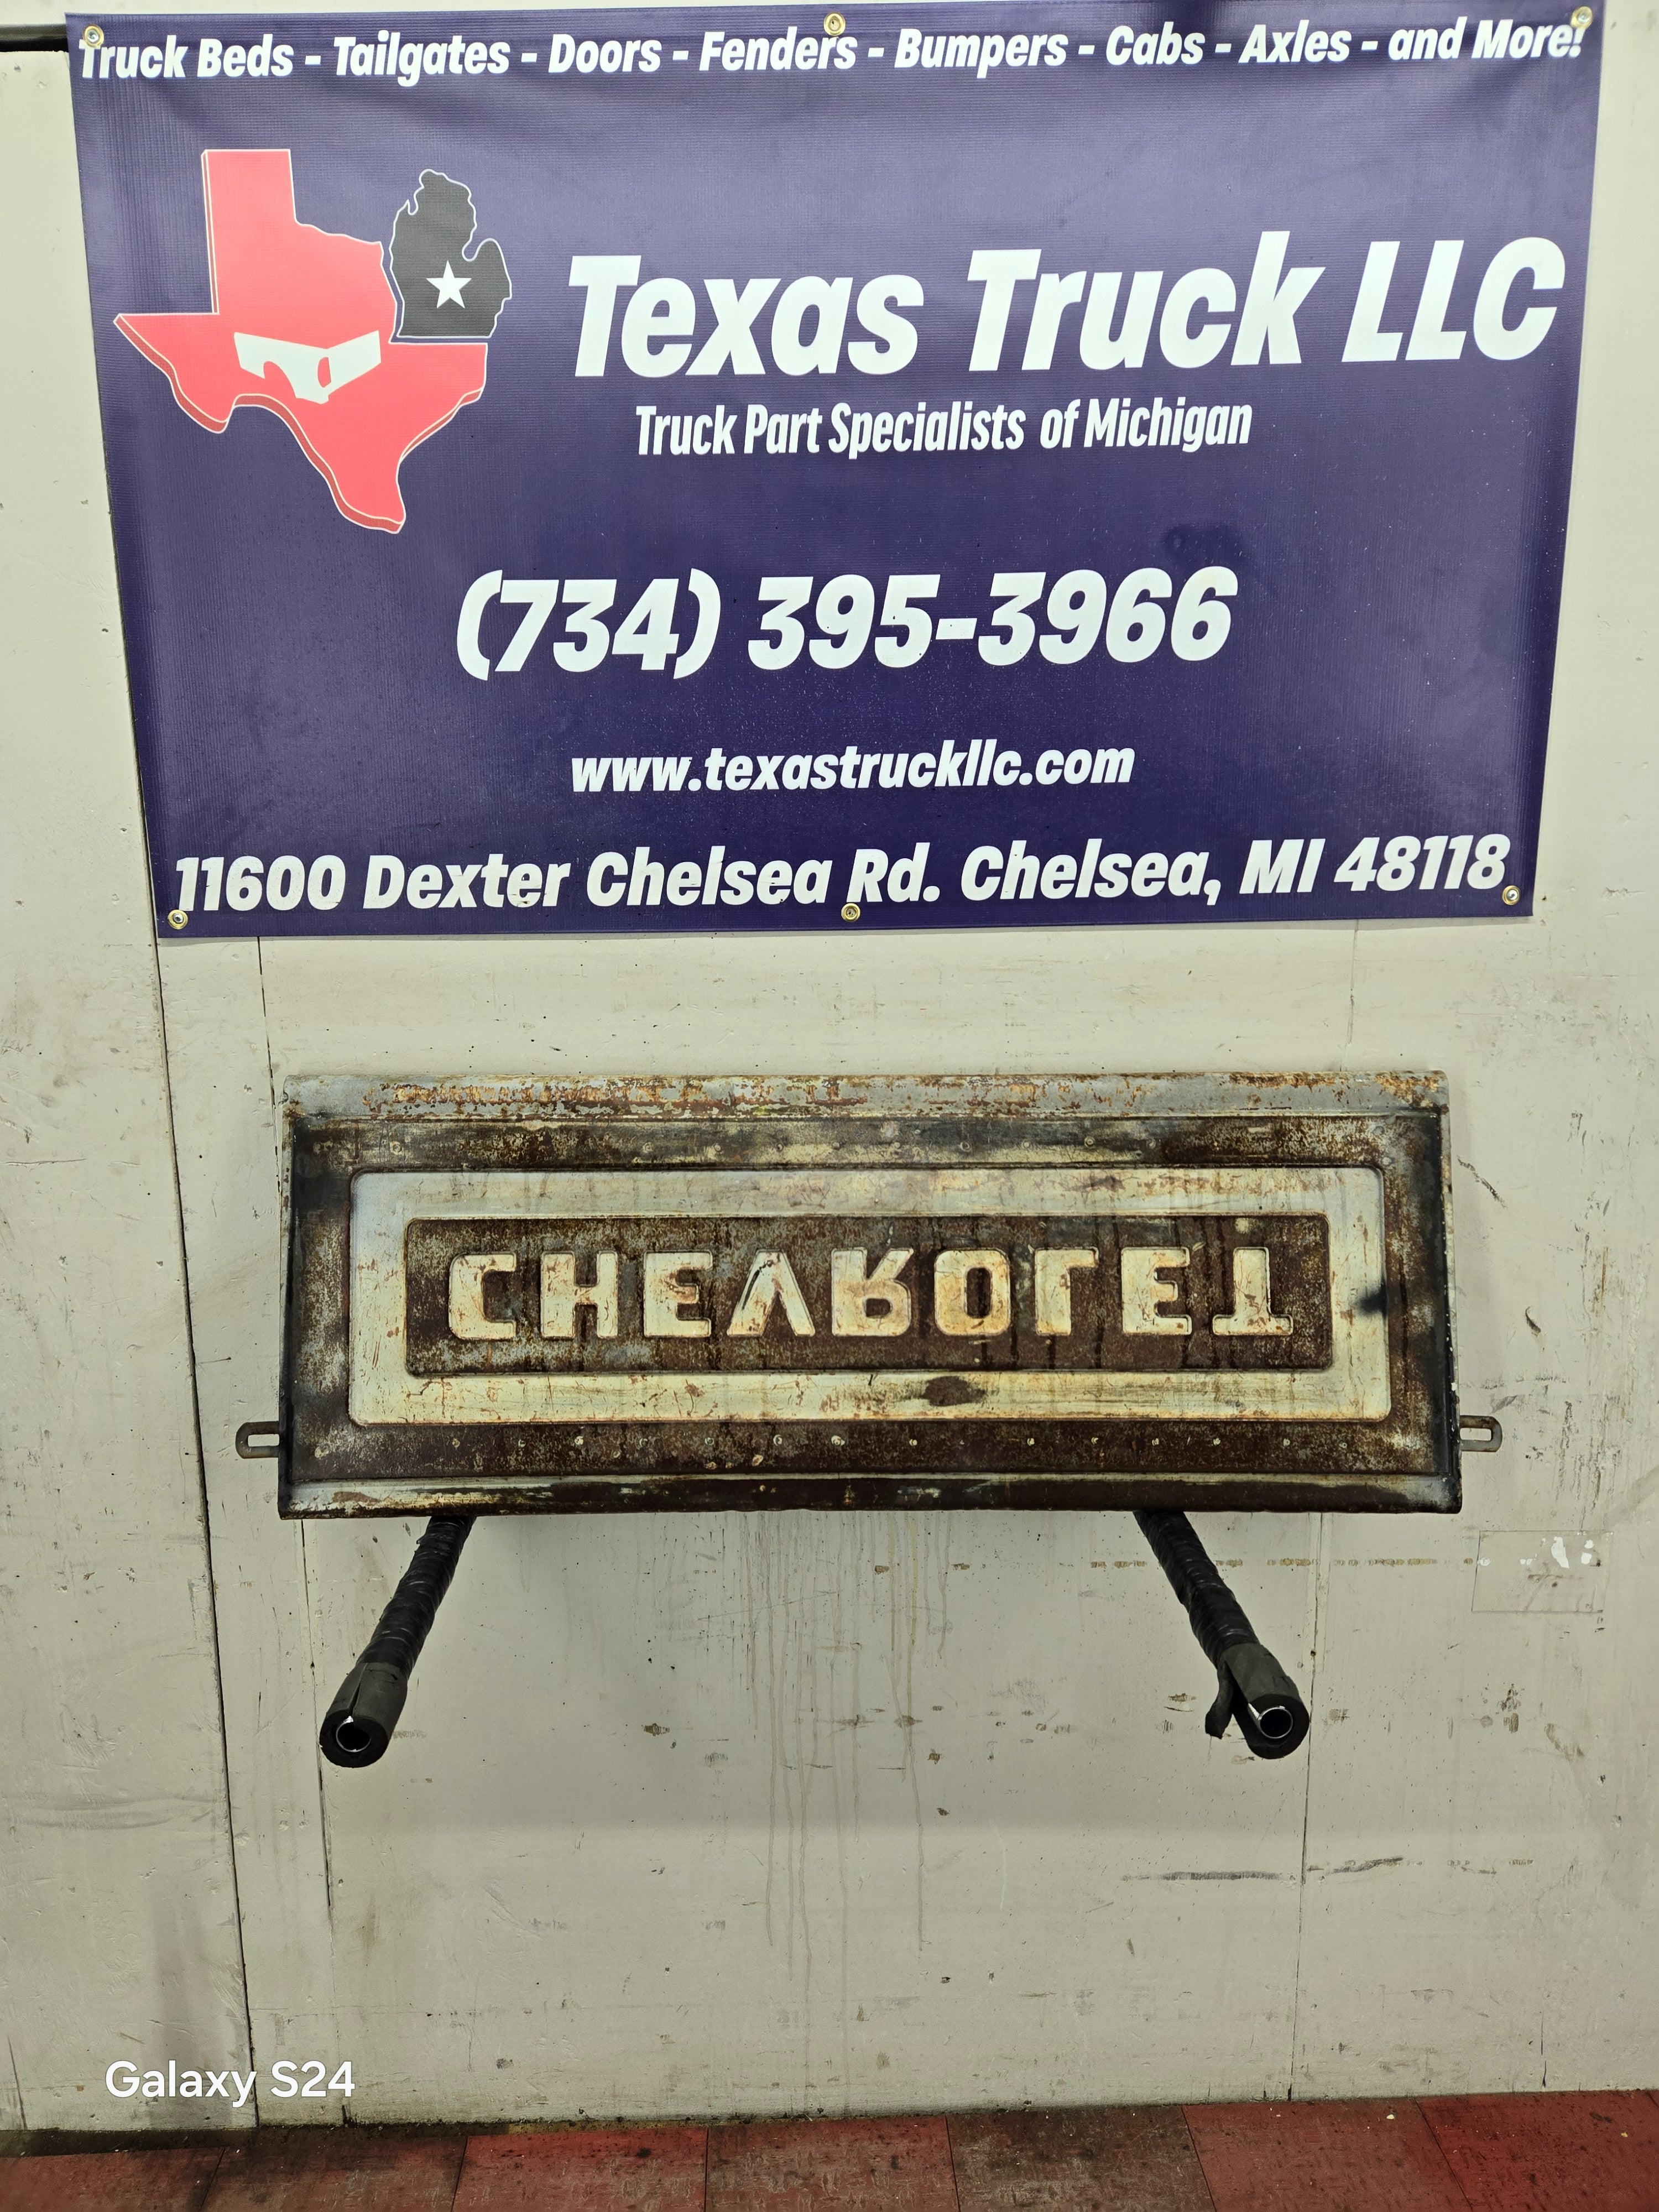 Truck Beds - Tailgates - Doors - Fenders - Bumpers - Cabs - Axles - and More!
Texas Truck LLC
Truck Part Specialists of Michigan
(734) 395-3966
www.texastruckllc.com
11600 Dexter Chelsea Rd. Chelsea, MI 48118
CHEVROLET
Galaxy S24